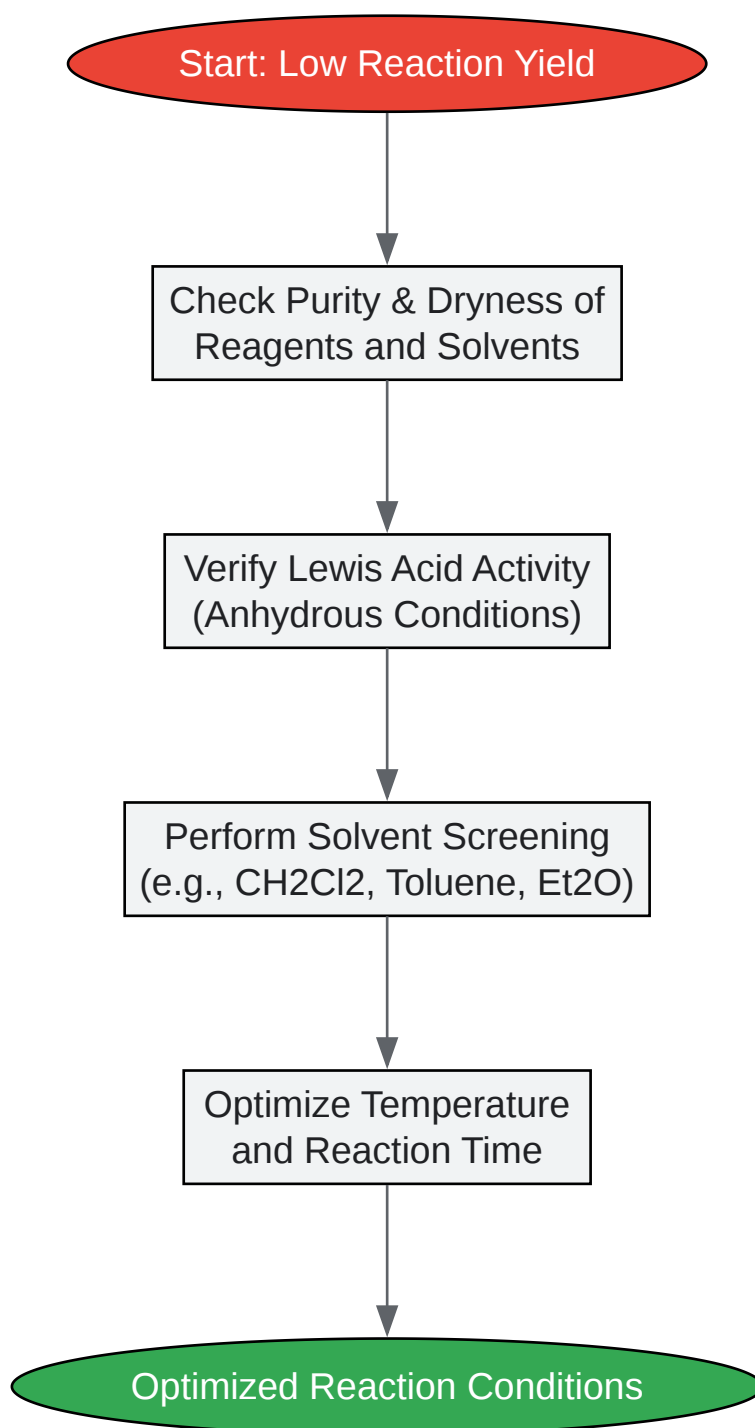 Start: Low Reaction Yield
Check Purity & Dryness of
Reagents and Solvents
Verify Lewis Acid Activity
(Anhydrous Conditions)
Perform Solvent Screening
(e.g., CH2Cl2, Toluene, Et2O)
Optimize Temperature
and Reaction Time
Optimized Reaction Conditions